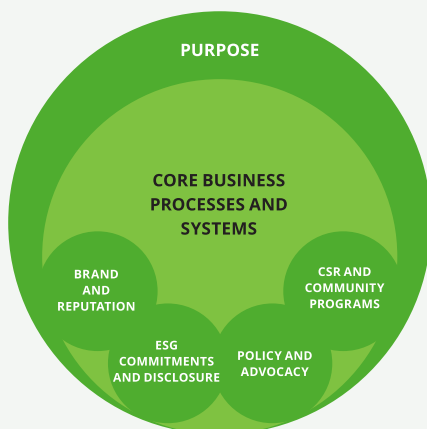 PURPOSE
CORE BUSINESS
PROCESSES AND
SYSTEMS
BRAND
AND
REPUTATION
ESG
COMMITMENTS
AND DISCLOSURE
POLICY AND
ADVOCACY
CSR AND
COMMUNITY
PROGRAMS